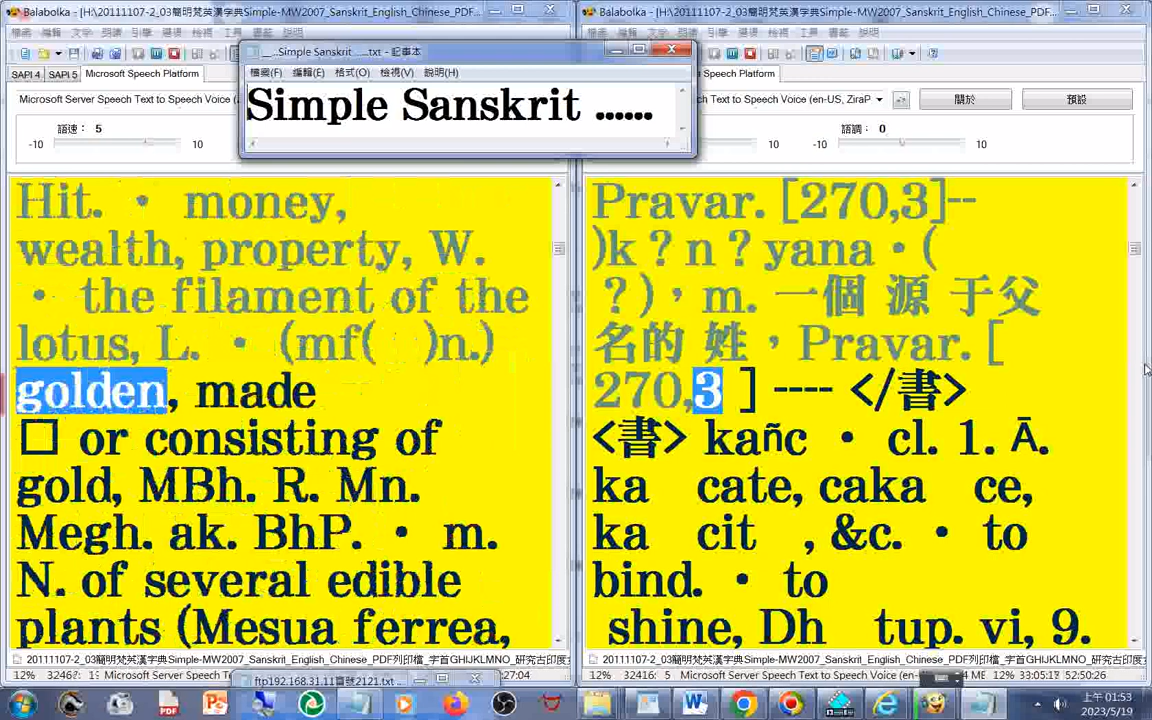 Balabolka - [H:\20111107-2_03簡明梵英漢字典Simple-MW2007_Sanskrit_English_Chinese_PDF...
Balabolka - [H:\20111107-2_03簡明梵英漢字典Simple-MW2007_Sanskrit_English_Chinese_PDF...
__...Simple Sanskrit ......txt - 記事本
檔案(F) 編輯(E) 格式(O) 檢視(V) 說明(H)
Simple Sanskrit ......
SAPI 4 SAPI 5 Microsoft Speech Platform
Speech Platform
Microsoft Server Speech Text to Speech Voice (
Text to Speech Voice (en-US, ZiraP
關於
預設
語速： 5
-10 10
10
語調： 0
-10 10
Hit. • money,
wealth, property, W.
• the filament of the
lotus, L. • (mf( )n.)
golden, made
□ or consisting of
gold, MBh. R. Mn.
Megh. ak. BhP. • m.
N. of several edible
plants (Mesua ferrea,
Pravar. [270,3]--
)k ? n ? yana • (
?)，m. 一個 源 于父
名的 姓，Pravar. [
270,3 ] ---- </書>
<書> kañc • cl. 1. Ā.
ka cate, caka ce,
ka cit , &c. • to
bind. • to
shine, Dh tup. vi, 9.
20111107-2_03簡明梵英漢字典Simple-MW2007_Sanskrit_English_Chinese_PDF列印檔_字首GHIJKLMNO_研究古印度
20111107-2_03簡明梵英漢字典Simple-MW2007_Sanskrit_English_Chinese_PDF列印檔_字首GHIJKLMNO_研究古印度
12% 32467: Microsoft Server Sp
:27:04
12% 32416: 5 Microsoft Server Speech Text to Speech Voice (en-
12% 33:05:17 52:50:26
ftp192.168.31.11
2121.txt ...
上午 01:53
2023/5/19